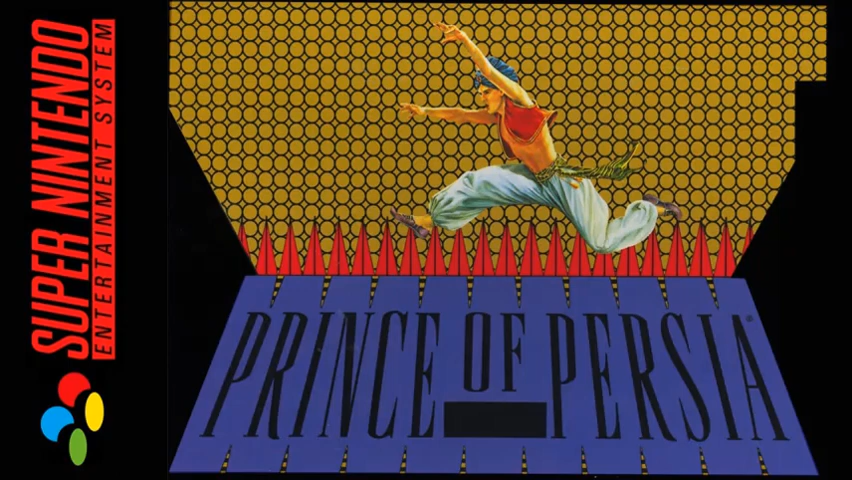 SUPER NINTENDO
ENTERTAINMENT SYSTEM
PRINCE OF PERSIA®